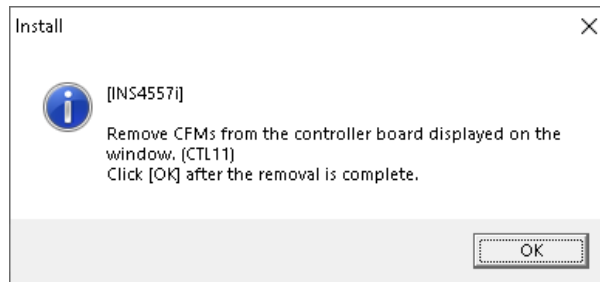 Install
[INS4557i]
Remove CFMs from the controller board displayed on the
window. (CTL11)
Click [OK] after the removal is complete.
OK